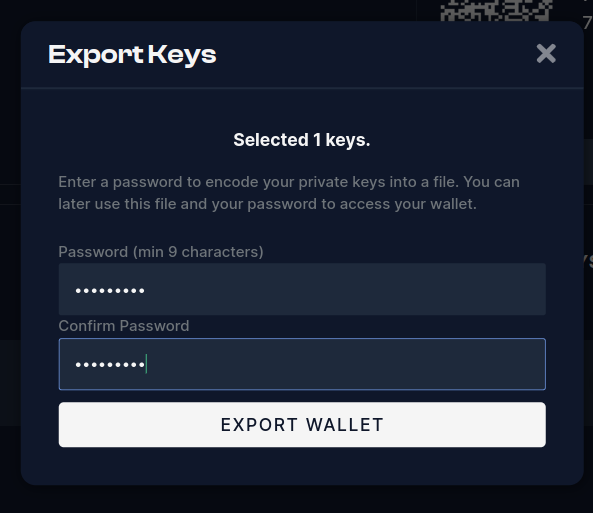 7
Export Keys
Selected 1 keys.
Enter a password to encode your private keys into a file. You can
later use this file and your password to access your wallet.
Password (min 9 characters)
•••••••••
Confirm Password
•••••••••
EXPORT WALLET